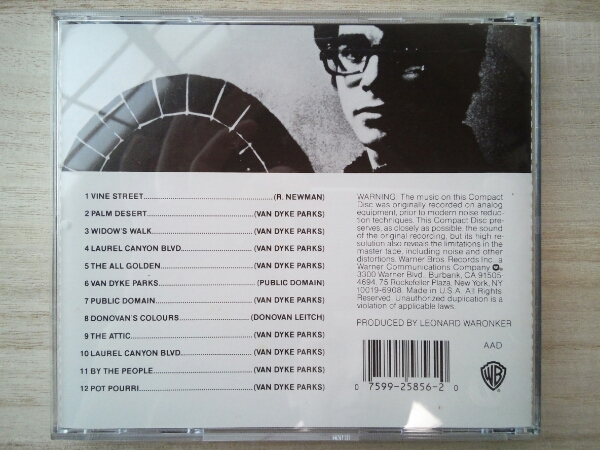 1 VINE STREET (R. NEWMAN)
2 PALM DESERT (VAN DYKE PARKS)
3 WIDOW'S WALK (VAN DYKE PARKS)
4 LAUREL CANYON BLVD (VAN DYKE PARKS)
5 THE ALL GOLDEN (VAN DYKE PARKS)
6 VAN DYKE PARKS (PUBLIC DOMAIN)
7 PUBLIC DOMAIN (VAN DYKE PARKS)
8 DONOVAN'S COLOURS (DONOVAN LEITCH)
9 THE ATTIC (VAN DYKE PARKS)
10 LAUREL CANYON BLVD (VAN DYKE PARKS)
11 BY THE PEOPLE (VAN DYKE PARKS)
12 POT POURRI (VAN DYKE PARKS)
WARNING: The music on this Compact
Disc was originally recorded on analog
equipment, prior to modern noise reduc-
tion techniques. This Compact Disc pre-
serves, as closely as possible, the sound
of the original recording, but its high re-
solution also reveals the limitations in the
master tape, including noise and other
distortions. Warner Bros. Records Inc., a
Warner Communications Company
3300 Warner Blvd., Burbank, CA 91505-
4694. 75 Rockefeller Plaza, New York, NY
10019-6908. Made in U.S.A. All Rights
Reserved. Unauthorized duplication is a
violation of applicable laws.
PRODUCED BY LEONARD WARONKER
AAD
0 7599-25856-2 0
WB